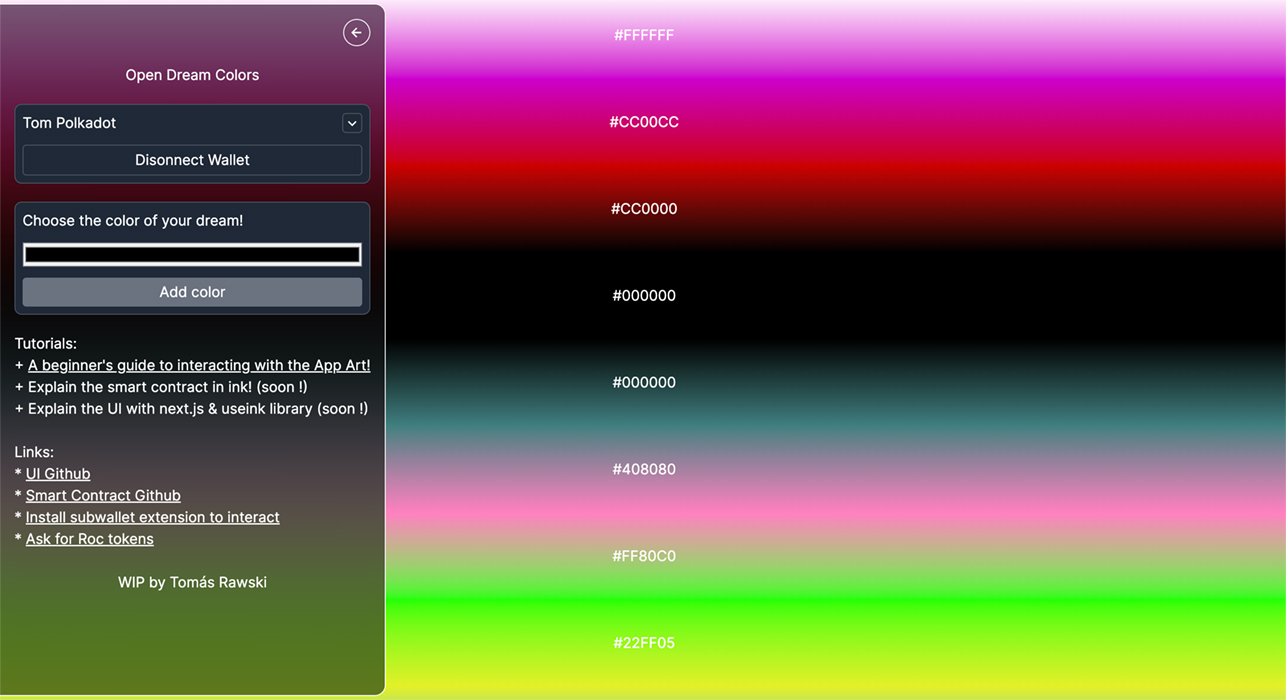 Open Dream Colors
Tom Polkadot
Disonnect Wallet
Choose the color of your dream!
Add color
Tutorials:
+ A beginner's guide to interacting with the App Art!
+ Explain the smart contract in ink! (soon !)
+ Explain the UI with next.js & useink library (soon !)
Links:
* UI Github
* Smart Contract Github
* Install subwallet extension to interact
* Ask for Roc tokens
WIP by Tomás Rawski
#FFFFFF
#CC00CC
#CC0000
#000000
#000000
#408080
#FF80C0
#22FF05